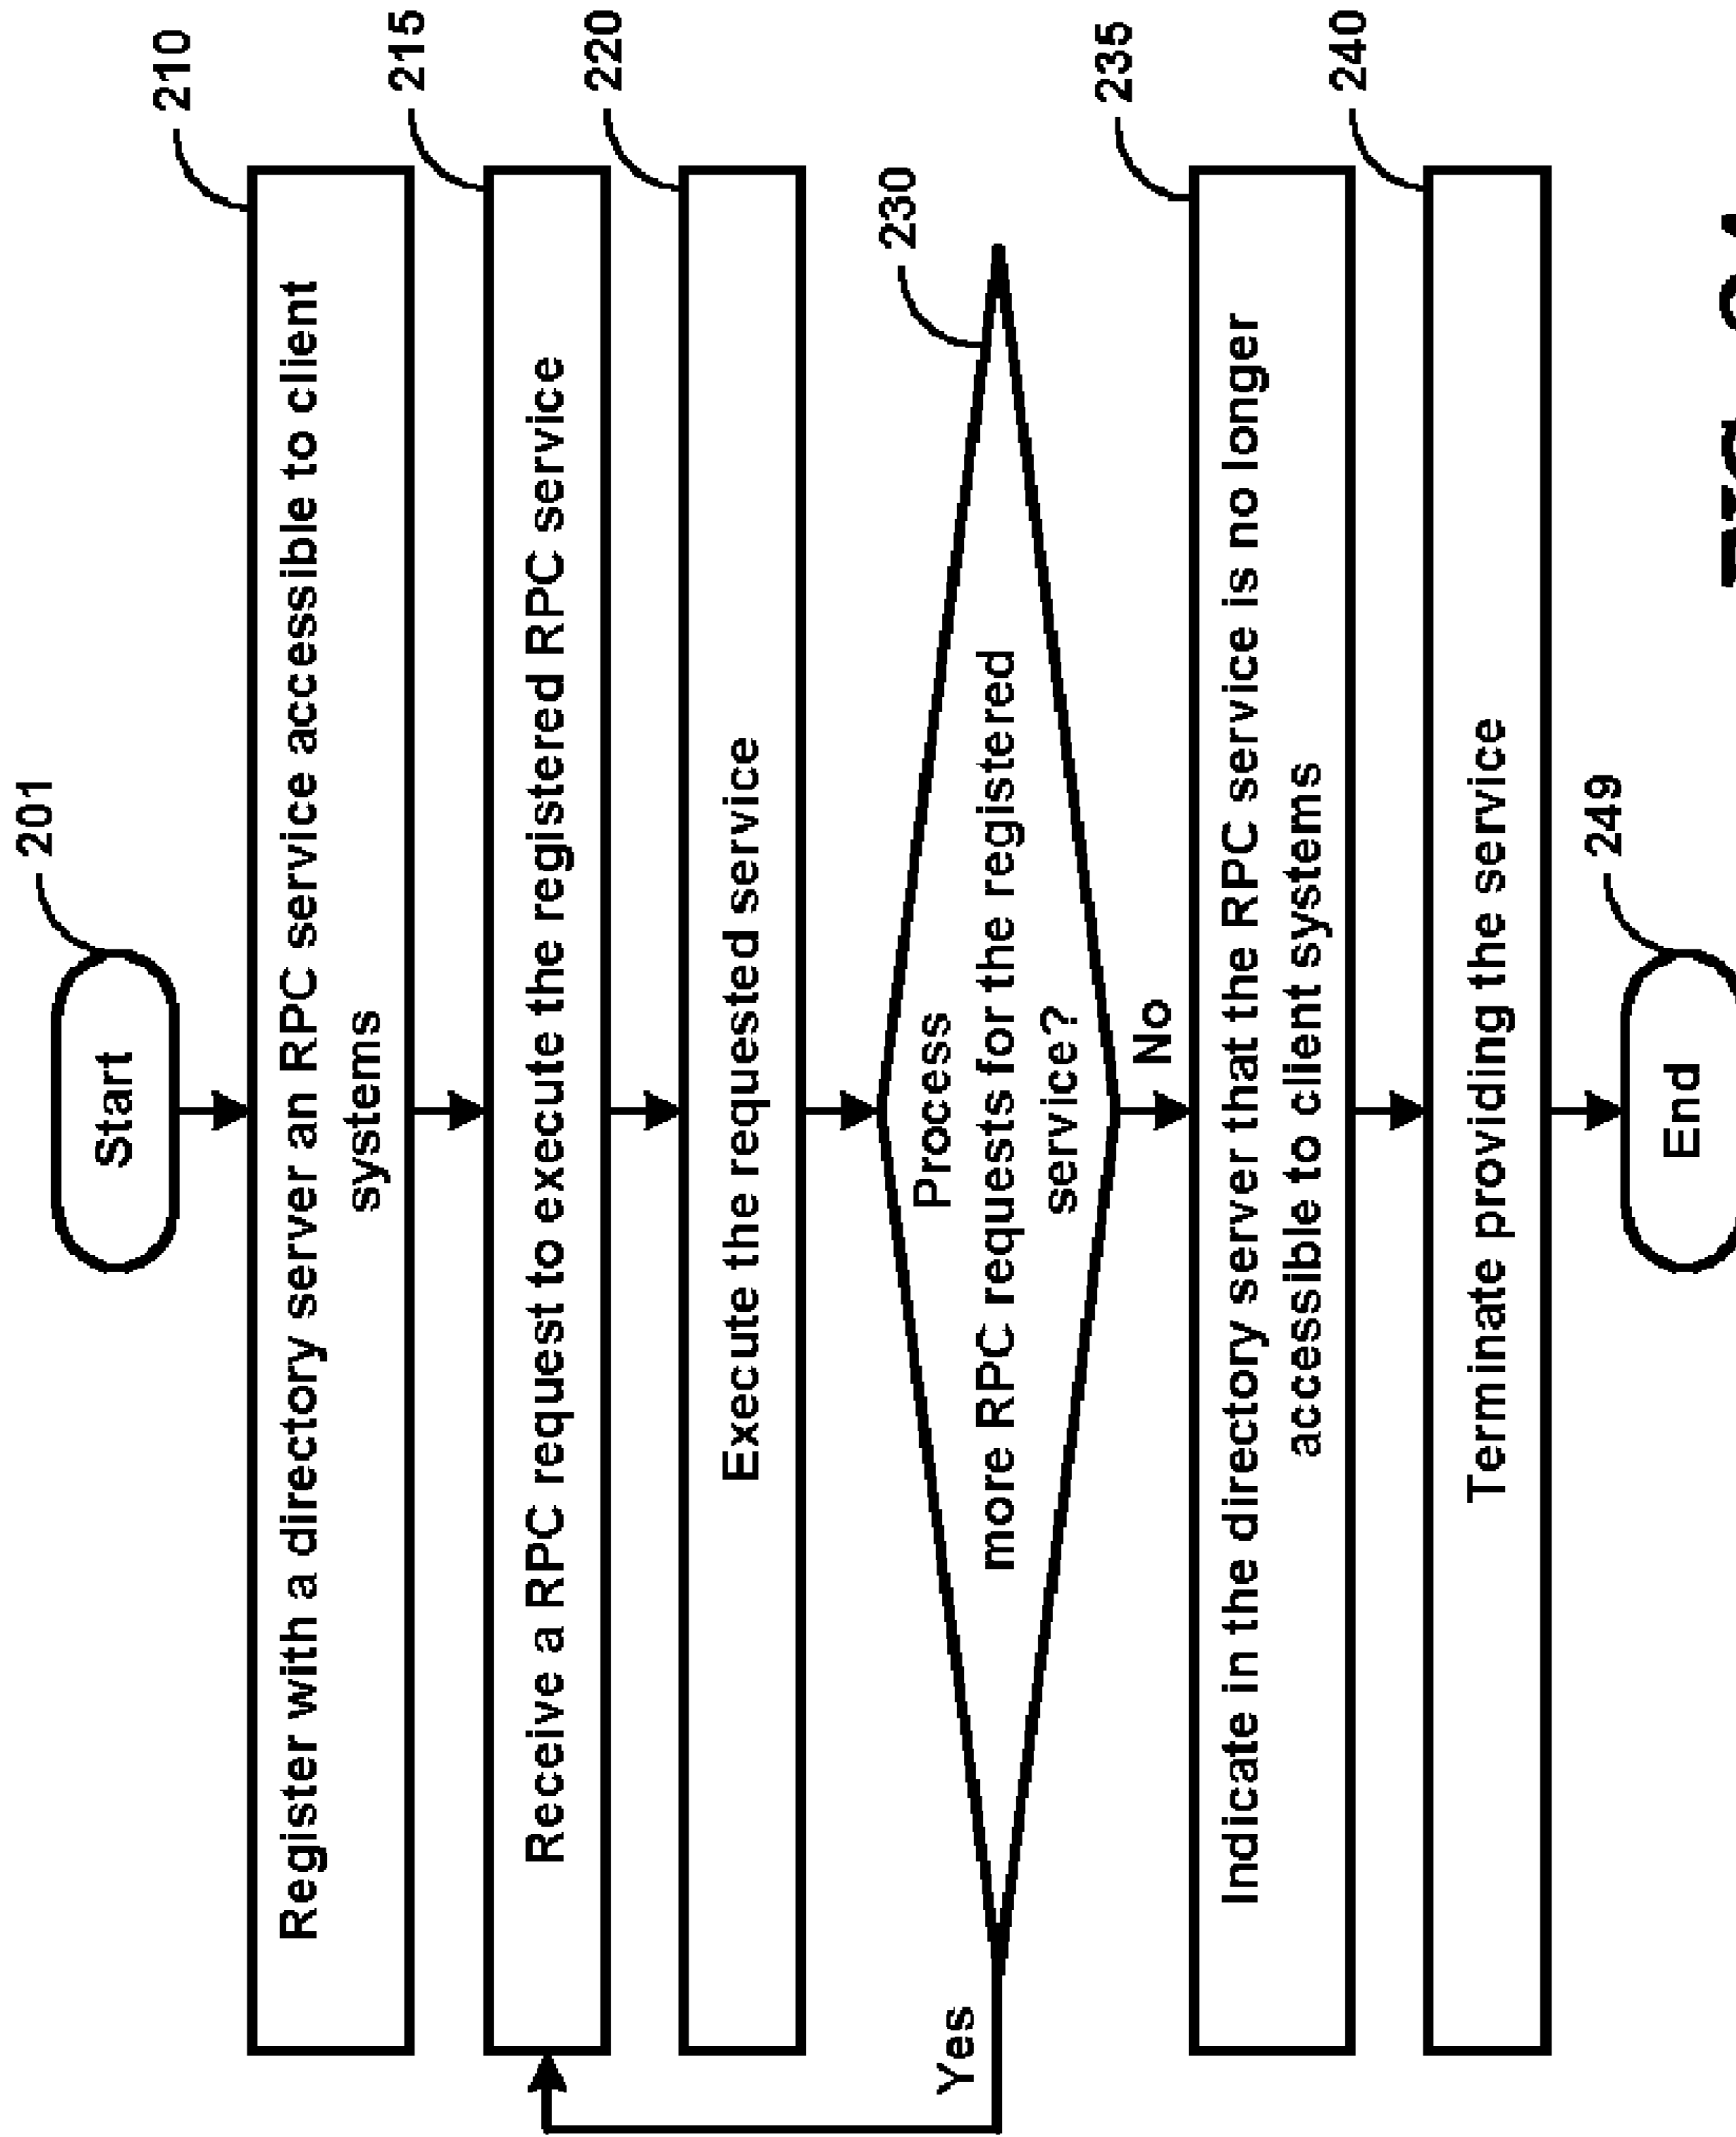 201
Start
210
Register with a directory server an RPC service accessible to client
systems
215
Receive a RPC request to execute the registered RPC service
220
Execute the requested service
230
Process
more RPC requests for the registered
service?
Yes
No
235
Indicate in the directory server that the RPC service is no longer
accessible to client systems
240
Terminate providing the service
249
End